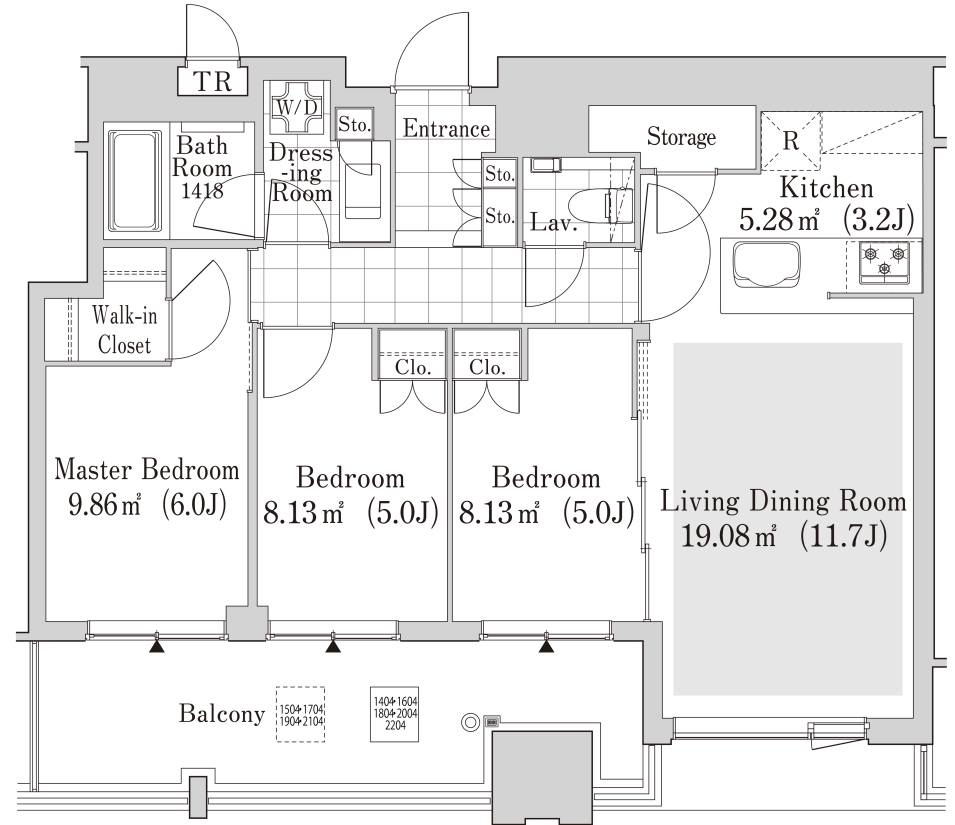 TR
W/D
Sto.
Entrance
Bath
Room
1418
Dress
-ing
Room
Storage
R
Sto.
Sto.
Lav.
Kitchen
5.28㎡ (3.2J)
Walk-in
Closet
Clo.
Clo.
Master Bedroom
9.86㎡ (6.0J)
Bedroom
8.13㎡ (5.0J)
Bedroom
8.13㎡ (5.0J)
Living Dining Room
19.08㎡ (11.7J)
Balcony
1504・1704
1904・2104
1404・1604
1804・2004
2204